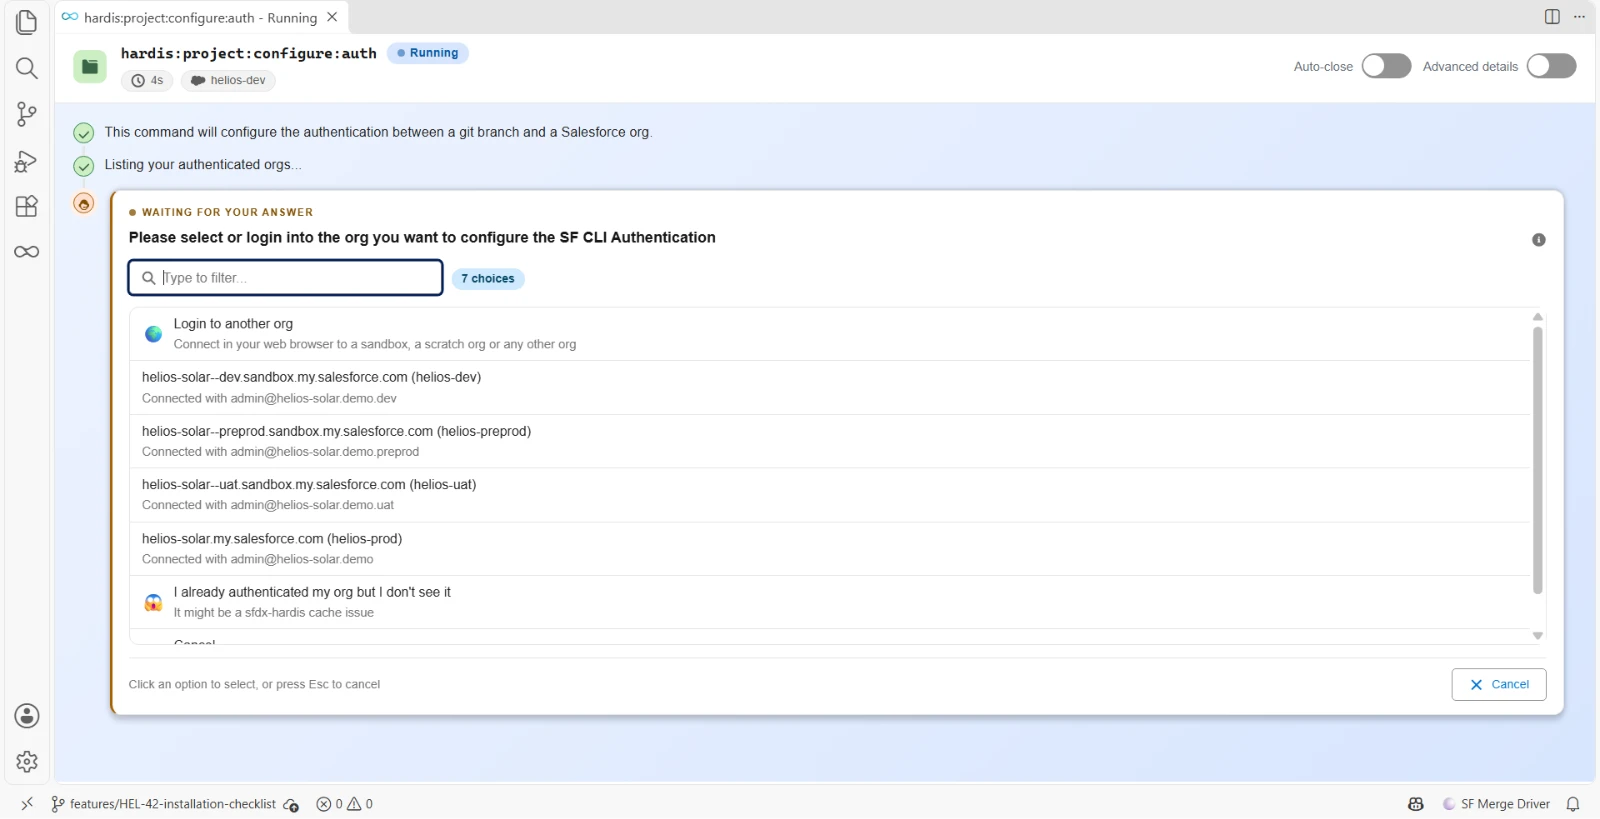 hardis:project:configure:auth - Running
hardis:project:configure:auth
Running
4s
helios-dev
Auto-close
Advanced details
This command will configure the authentication between a git branch and a Salesforce org.
Listing your authenticated orgs...
WAITING FOR YOUR ANSWER
Please select or login into the org you want to configure the SF CLI Authentication
Type to filter...
7 choices
Login to another org
Connect in your web browser to a sandbox, a scratch org or any other org
helios-solar--dev.sandbox.my.salesforce.com (helios-dev)
Connected with admin@helios-solar.demo.dev
helios-solar--preprod.sandbox.my.salesforce.com (helios-preprod)
Connected with admin@helios-solar.demo.preprod
helios-solar--uat.sandbox.my.salesforce.com (helios-uat)
Connected with admin@helios-solar.demo.uat
helios-solar.my.salesforce.com (helios-prod)
Connected with admin@helios-solar.demo
I already authenticated my org but I don't see it
It might be a sfdx-hardis cache issue
Cancel
Click an option to select, or press Esc to cancel
Cancel
features/HEL-42-installation-checklist
0
0
SF Merge Driver